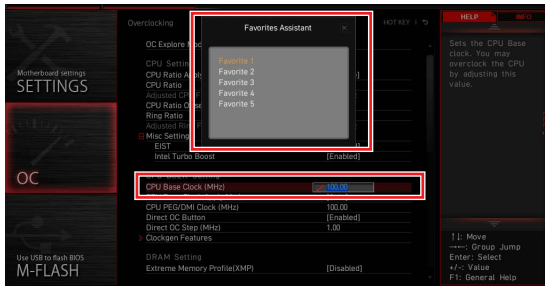 Overclocking
HOT KEY
HELP
INFO
Favorites Assistant
Favorite 1
Favorite 2
Favorite 3
Favorite 4
Favorite 5
Motherboard settings
SETTINGS
OC
Use USB to flash BIOS
M-FLASH
OC Explore
CPU Settin
CPU Ratio
CPU Ratio
CPU Ratio
Ring Ratio
Adjusted Ring
Misc Setting
EIST
Intel Turbo Boost [Enabled]
CPU Base Clock (MHz) 100.00
CPU PEG/DMI Clock (MHz) 100.00
Direct OC Button [Enabled]
Direct OC Step (MHz) 1.00
Clockgen Features
DRAM Setting
Extreme Memory Profile(XMP) [Disabled]
Sets the CPU Base
clock. You may
overclock the CPU
by adjusting this
value.
↑↓: Move
→←: Group Jump
Enter: Select
+/-: Value
F1: General Help